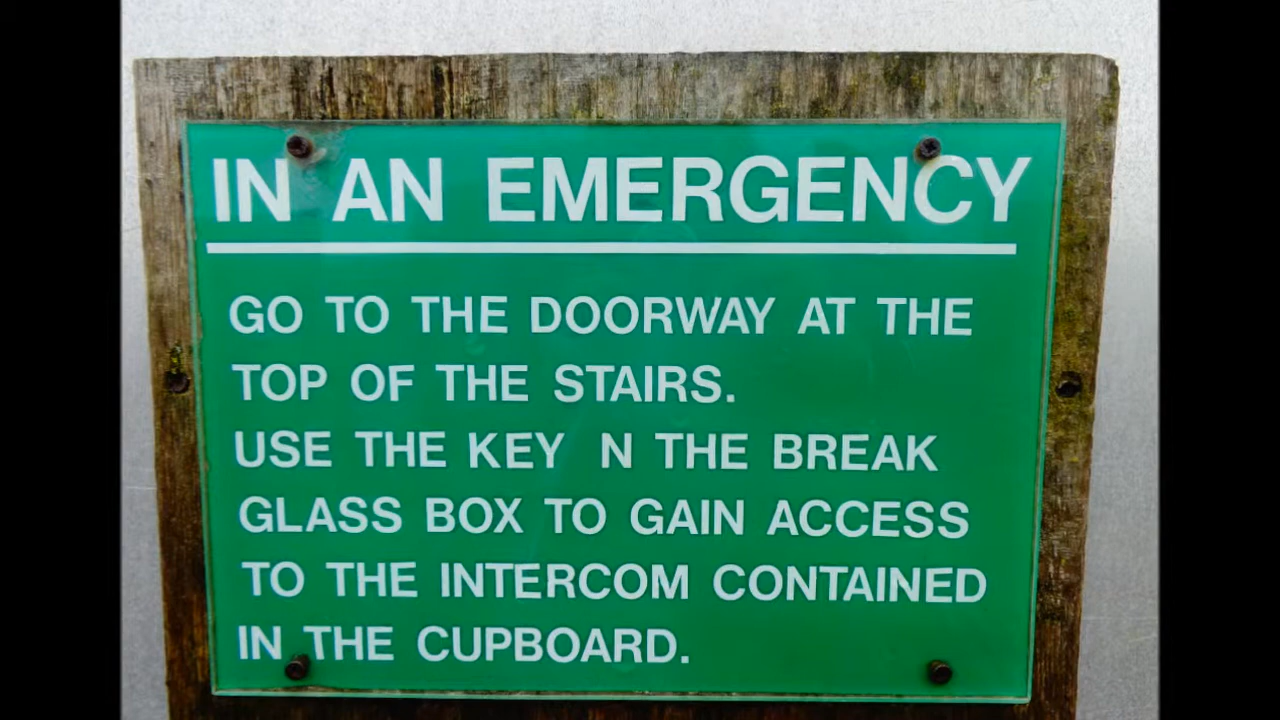 IN AN EMERGENCY
GO TO THE DOORWAY AT THE
TOP OF THE STAIRS.
USE THE KEY N THE BREAK
GLASS BOX TO GAIN ACCESS
TO THE INTERCOM CONTAINED
IN THE CUPBOARD.